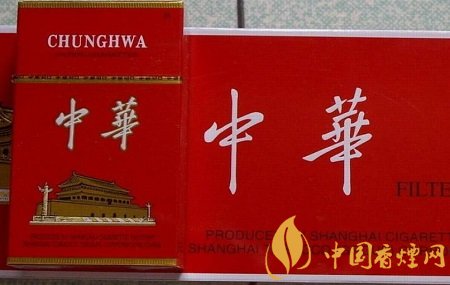 CHUNGHWA
中華
中華
FILTE
PRODUCE
SHANGHAI CIGARETT
SHANGHAI
中国香烟网